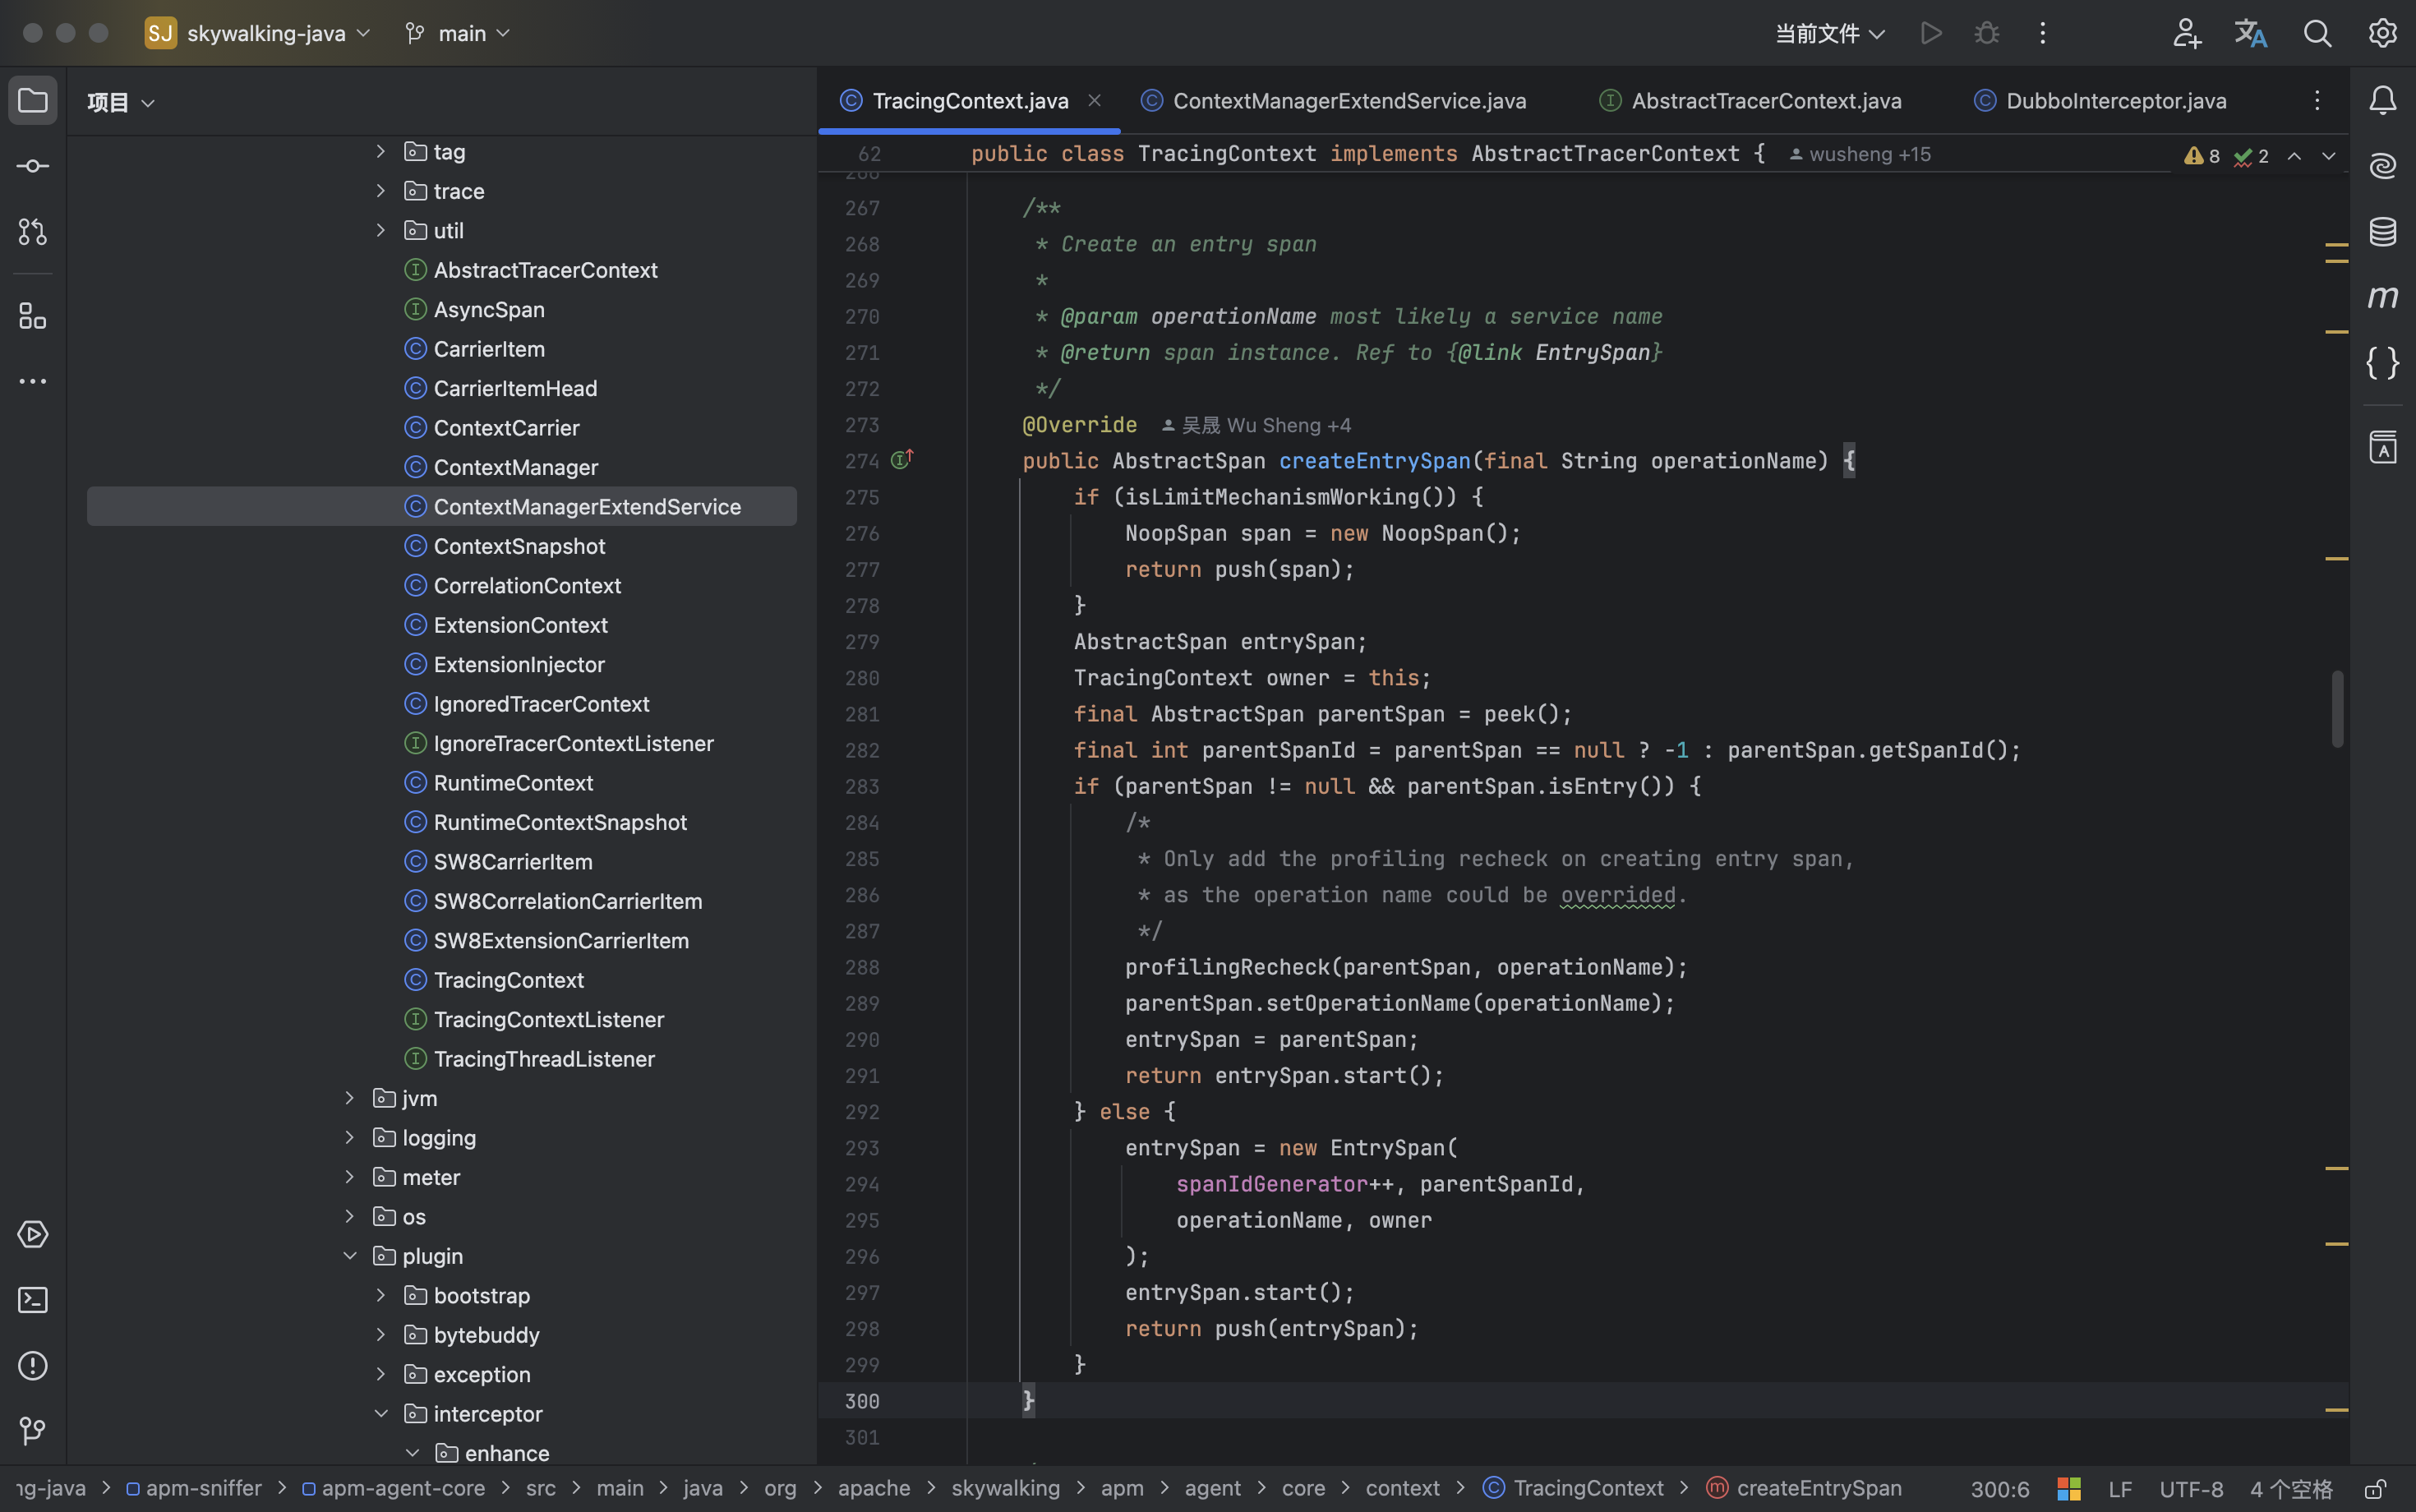 SJ skywalking-java main 当前文件
项目
TracingContext.java ContextManagerExtendService.java AbstractTracerContext.java DubboInterceptor.java
tag
trace
util
AbstractTracerContext
AsyncSpan
CarrierItem
CarrierItemHead
ContextCarrier
ContextManager
ContextManagerExtendService
ContextSnapshot
CorrelationContext
ExtensionContext
ExtensionInjector
IgnoredTracerContext
IgnoreTracerContextListener
RuntimeContext
RuntimeContextSnapshot
SW8CarrierItem
SW8CorrelationCarrierItem
SW8ExtensionCarrierItem
TracingContext
TracingContextListener
TracingThreadListener
jvm
logging
meter
os
plugin
bootstrap
bytebuddy
exception
interceptor
enhance
62 public class TracingContext implements AbstractTracerContext { wusheng +15 8 2
267 /**
268 * Create an entry span
269 *
270 * @param operationName most likely a service name
271 * @return span instance. Ref to {@link EntrySpan}
272 */
273 @Override 吴晟 Wu Sheng +4
274 public AbstractSpan createEntrySpan(final String operationName) {
275 if (isLimitMechanismWorking()) {
276 NoopSpan span = new NoopSpan();
277 return push(span);
278 }
279 AbstractSpan entrySpan;
280 TracingContext owner = this;
281 final AbstractSpan parentSpan = peek();
282 final int parentSpanId = parentSpan == null ? -1 : parentSpan.getSpanId();
283 if (parentSpan != null && parentSpan.isEntry()) {
284 /*
285 * Only add the profiling recheck on creating entry span,
286 * as the operation name could be overrided.
287 */
288 profilingRecheck(parentSpan, operationName);
289 parentSpan.setOperationName(operationName);
290 entrySpan = parentSpan;
291 return entrySpan.start();
292 } else {
293 entrySpan = new EntrySpan(
294 spanIdGenerator++, parentSpanId,
295 operationName, owner
296 );
297 entrySpan.start();
298 return push(entrySpan);
299 }
300 }
301
ng-java > apm-sniffer > apm-agent-core > src > main > java > org > apache > skywalking > apm > agent > core > context > TracingContext > createEntrySpan 300:6 LF UTF-8 4 个空格